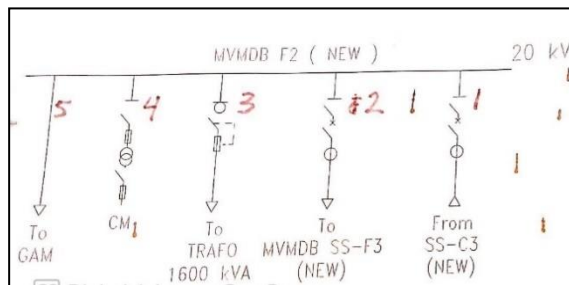 MVMDB F2 ( NEW )
20 kV
5 4 3 2 1
To
GAM
CM1
To
TRAFO
1600 kVA
To
MVMDB SS-F3
(NEW)
From
SS-C3
(NEW)